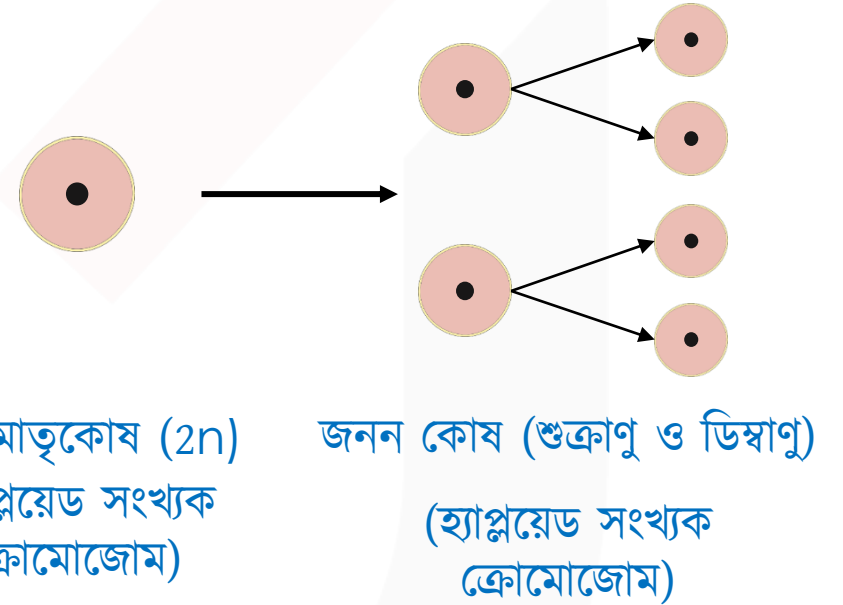 মাতৃকোষ (2n)
প্লয়েড সংখ্যক
ক্রোমোজোম)
জনন কোষ (শুক্রাণু ও ডিম্বাণু)
(হ্যাপ্লয়েড সংখ্যক
ক্রোমোজোম)